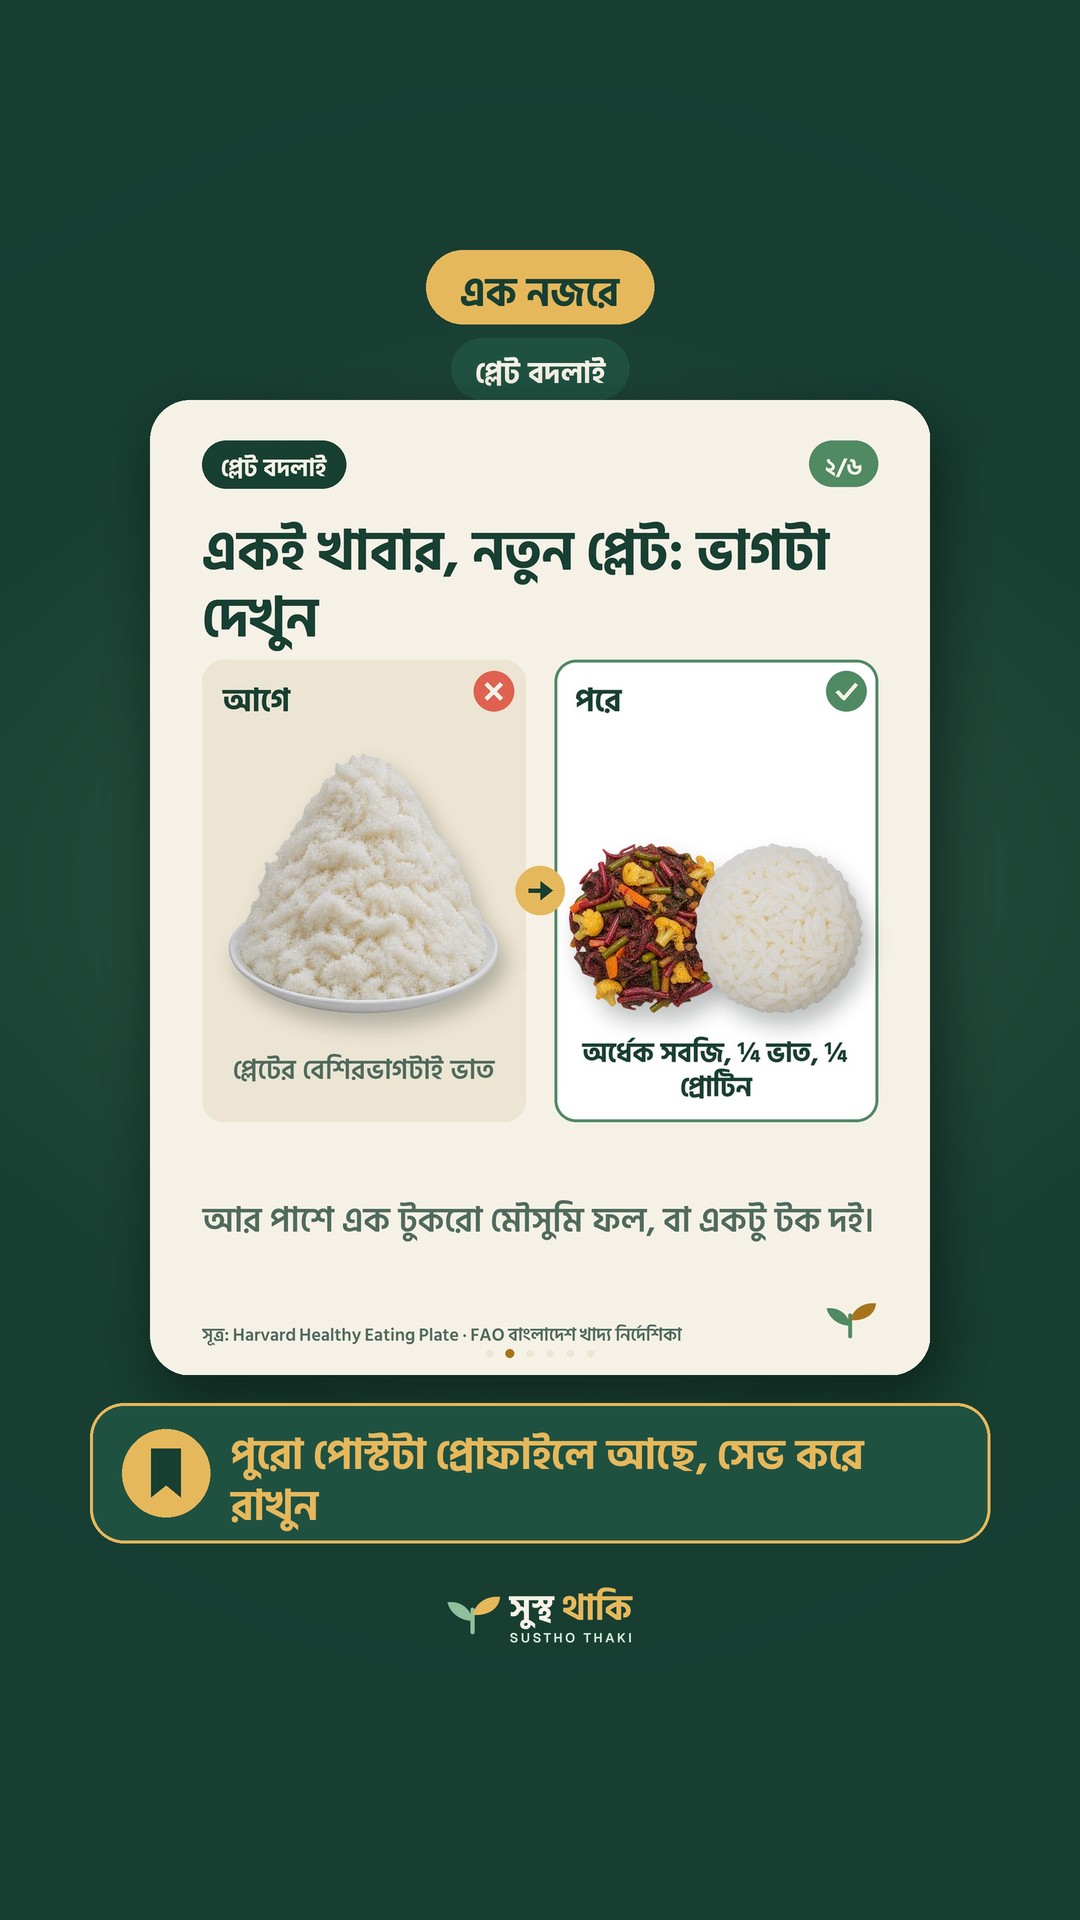 এক নজরে
প্লেট বদলাই
প্লেট বদলাই
২/৬
একই খাবার, নতুন প্লেট: ভাগটা
দেখুন
আগে
পরে
প্লেটের বেশিরভাগটাই ভাত
অর্ধেক সবজি, ¼ ভাত, ¼
প্রোটিন
আর পাশে এক টুকরো মৌসুমি ফল, বা একটু টক দই।
সূত্র: Harvard Healthy Eating Plate · FAO বাংলাদেশ খাদ্য নির্দেশিকা
পুরো পোস্টটা প্রোফাইলে আছে, সেভ করে
রাখুন
সুস্থ থাকি
SUSTHO THAKI